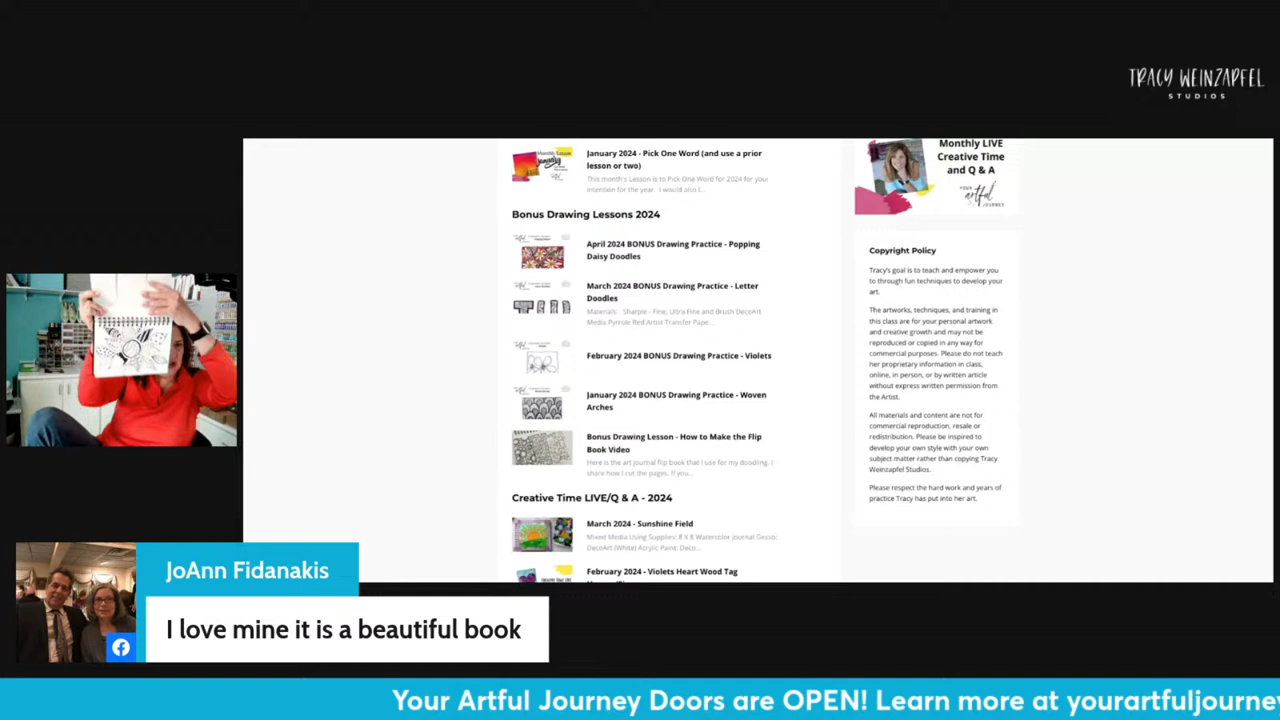 TRACY WEINZAPFEL
STUDIOS
January 2024 - Pick One Word (and use a prior
lesson or two)
This month's Lesson is to Pick One Word for 2024 for your
intention for the year. I would also l...
Bonus Drawing Lessons 2024
April 2024 BONUS Drawing Practice - Popping
Daisy Doodles
March 2024 BONUS Drawing Practice - Letter
Doodles
Materials: Sharpie - Fine, Ultra Fine and Brush DecoArt
Media Pyrrole Red Artist Transfer Pape...
February 2024 BONUS Drawing Practice - Violets
January 2024 BONUS Drawing Practice - Woven
Arches
Bonus Drawing Lesson - How to Make the Flip
Book Video
Here is the art journal flip book that I use for my doodling. I
share how I cut the pages. If you...
Creative Time LIVE/Q & A - 2024
March 2024 - Sunshine Field
Mixed Media Using Supplies: 8 X 8 Watercolor Journal Gesso
DecoArt (White) Acrylic Paint: Deco...
February 2024 - Violets Heart Wood Tag
Monthly LIVE
Creative Time
and Q & A
YOUR
artful
JOURNEY
Copyright Policy
Tracy's goal is to teach and empower you
to through fun techniques to develop your
art.
The artworks, techniques, and training in
this class are for your personal artwork
and creative growth and may not be
reproduced or copied in any way for
commercial purposes. Please do not teach
her proprietary information in class,
online, in person, or by written article
without express written permission from
the Artist.
All materials and content are not for
commercial reproduction, resale or
redistribution. Please be inspired to
develop your own style with your own
subject matter rather than copying Tracy
Weinzapfel Studios.
Please respect the hard work and years of
practice Tracy has put into her art.
JoAnn Fidanakis
I love mine it is a beautiful book
Your Artful Journey Doors are OPEN! Learn more at yourartfuljourney